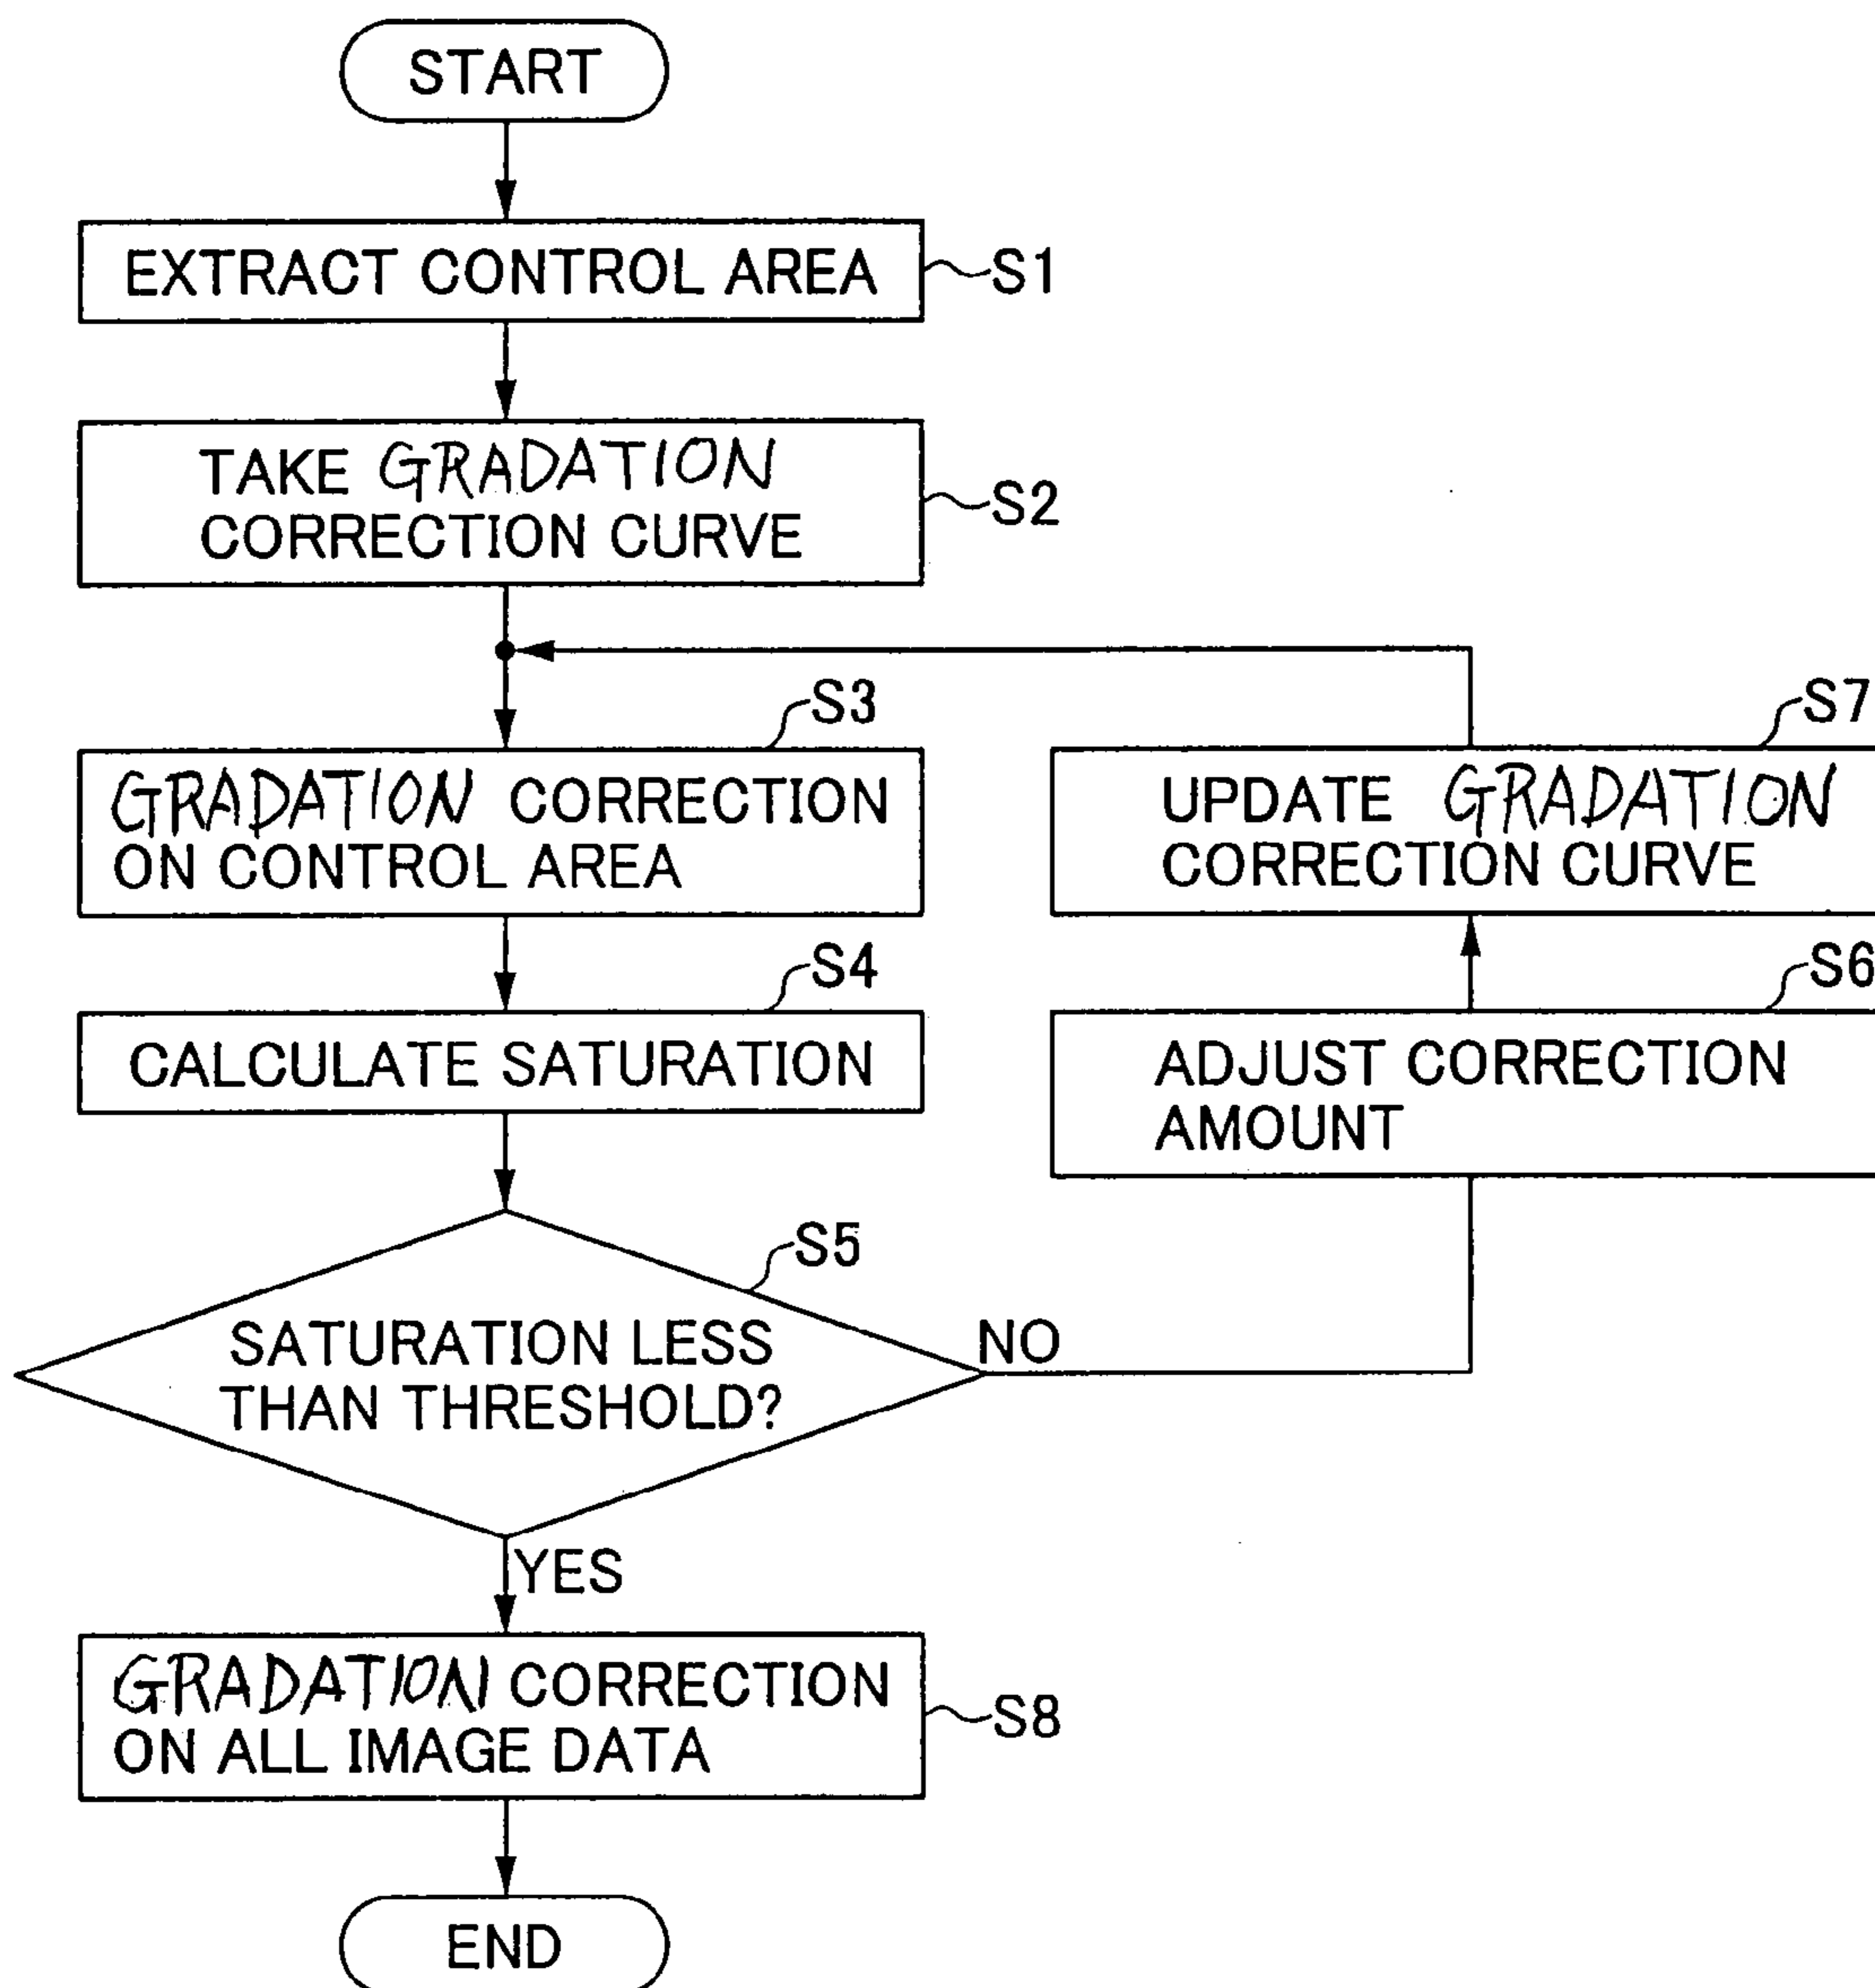 START
EXTRACT CONTROL AREA
S1
TAKE GRADATION
CORRECTION CURVE
S2
S3
GRADATION CORRECTION
ON CONTROL AREA
S4
CALCULATE SATURATION
S5
SATURATION LESS
THAN THRESHOLD?
NO
S6
ADJUST CORRECTION
AMOUNT
S7
UPDATE GRADATION
CORRECTION CURVE
YES
GRADATION CORRECTION
ON ALL IMAGE DATA
S8
END